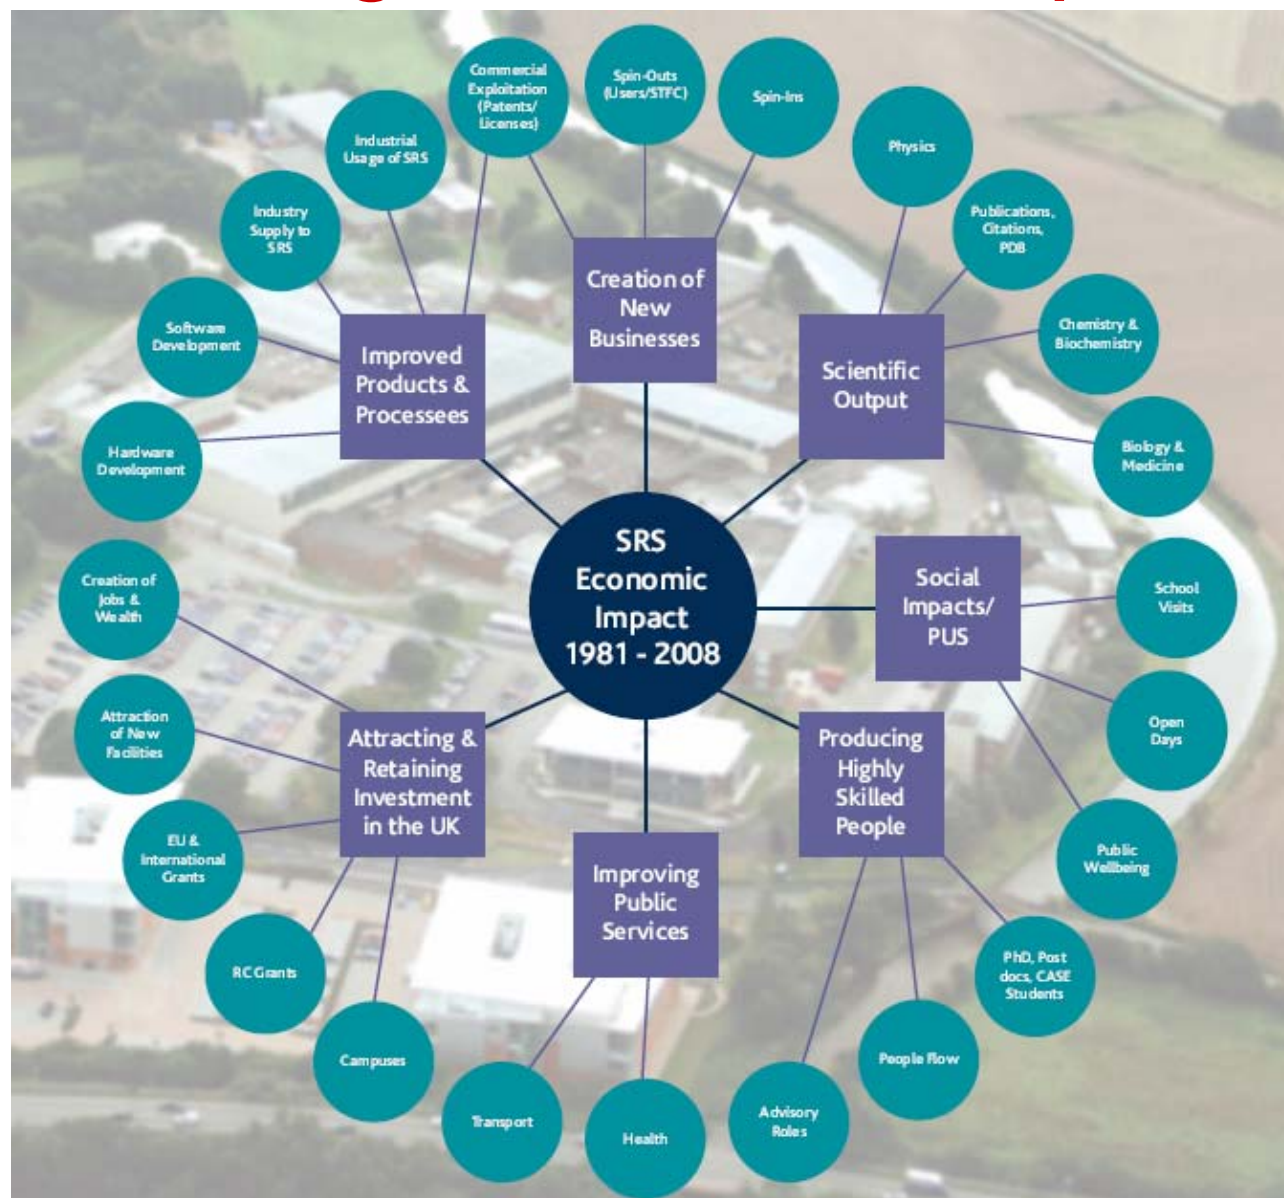 Commercial
Exploitation
(Patents/
Licenses)
Spin-Outs
(Users/STFC)
Spin-Ins
Industrial
Usage of SRS
Physics
Industry
Supply to
SRS
Publications,
Citations,
PDB
Software
Development
Chemistry &
Biochemistry
Hardware
Development
Biology &
Medicine
Improved
Products &
Processees
Creation of
New
Businesses
Scientific
Output
SRS
Economic
Impact
1981 - 2008
Social
Impacts/
PUS
School
Visits
Open
Days
Public
Wellbeing
Creation of
Jobs &
Wealth
Attraction
of New
Facilities
EU &
International
Grants
RC Grants
Campuses
Attracting &
Retaining
Investment
in the UK
Improving
Public
Services
Producing
Highly
Skilled
People
Transport
Health
Advisory
Roles
People Flow
PhD, Post
docs, CASE
Students